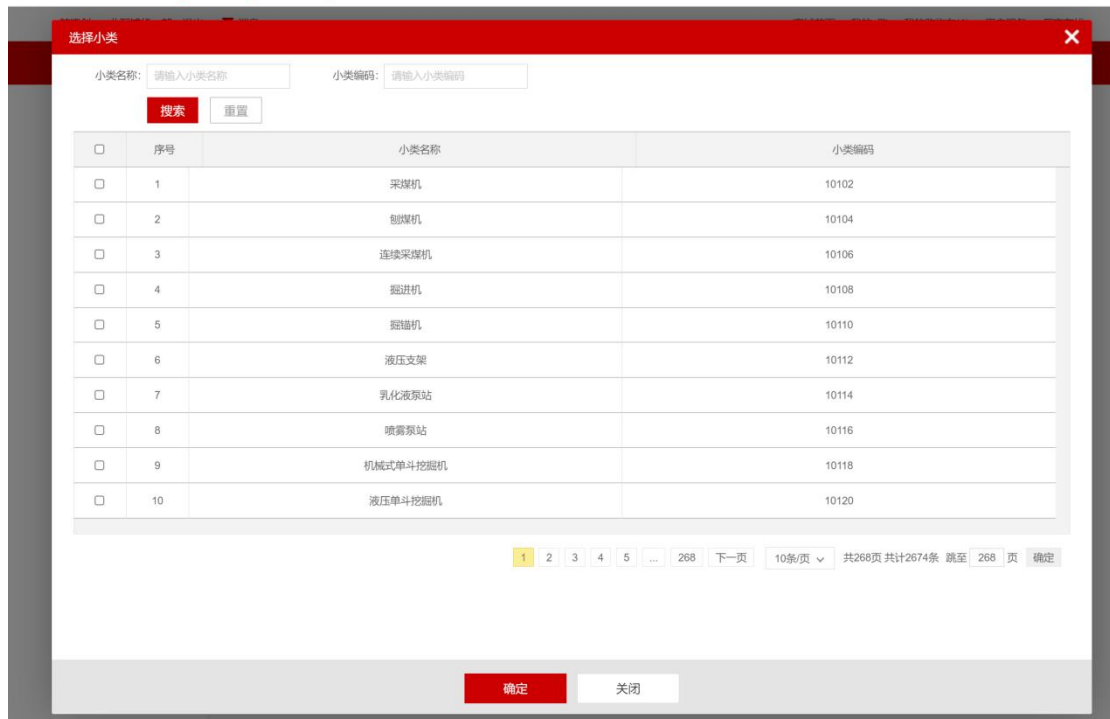 选择小类
小类名称： 请输入小类名称 小类编码： 请输入小类编码
搜索 重置
序号 小类名称 小类编码
1 采煤机 10102
2 刨煤机 10104
3 连续采煤机 10106
4 掘进机 10108
5 掘锚机 10110
6 液压支架 10112
7 乳化液泵站 10114
8 喷雾泵站 10116
9 机械式单斗挖掘机 10118
10 液压单斗挖掘机 10120
1 2 3 4 5 ... 268 下一页 10条/页 共268页 共计2674条 跳至 268 页 确定
确定 关闭